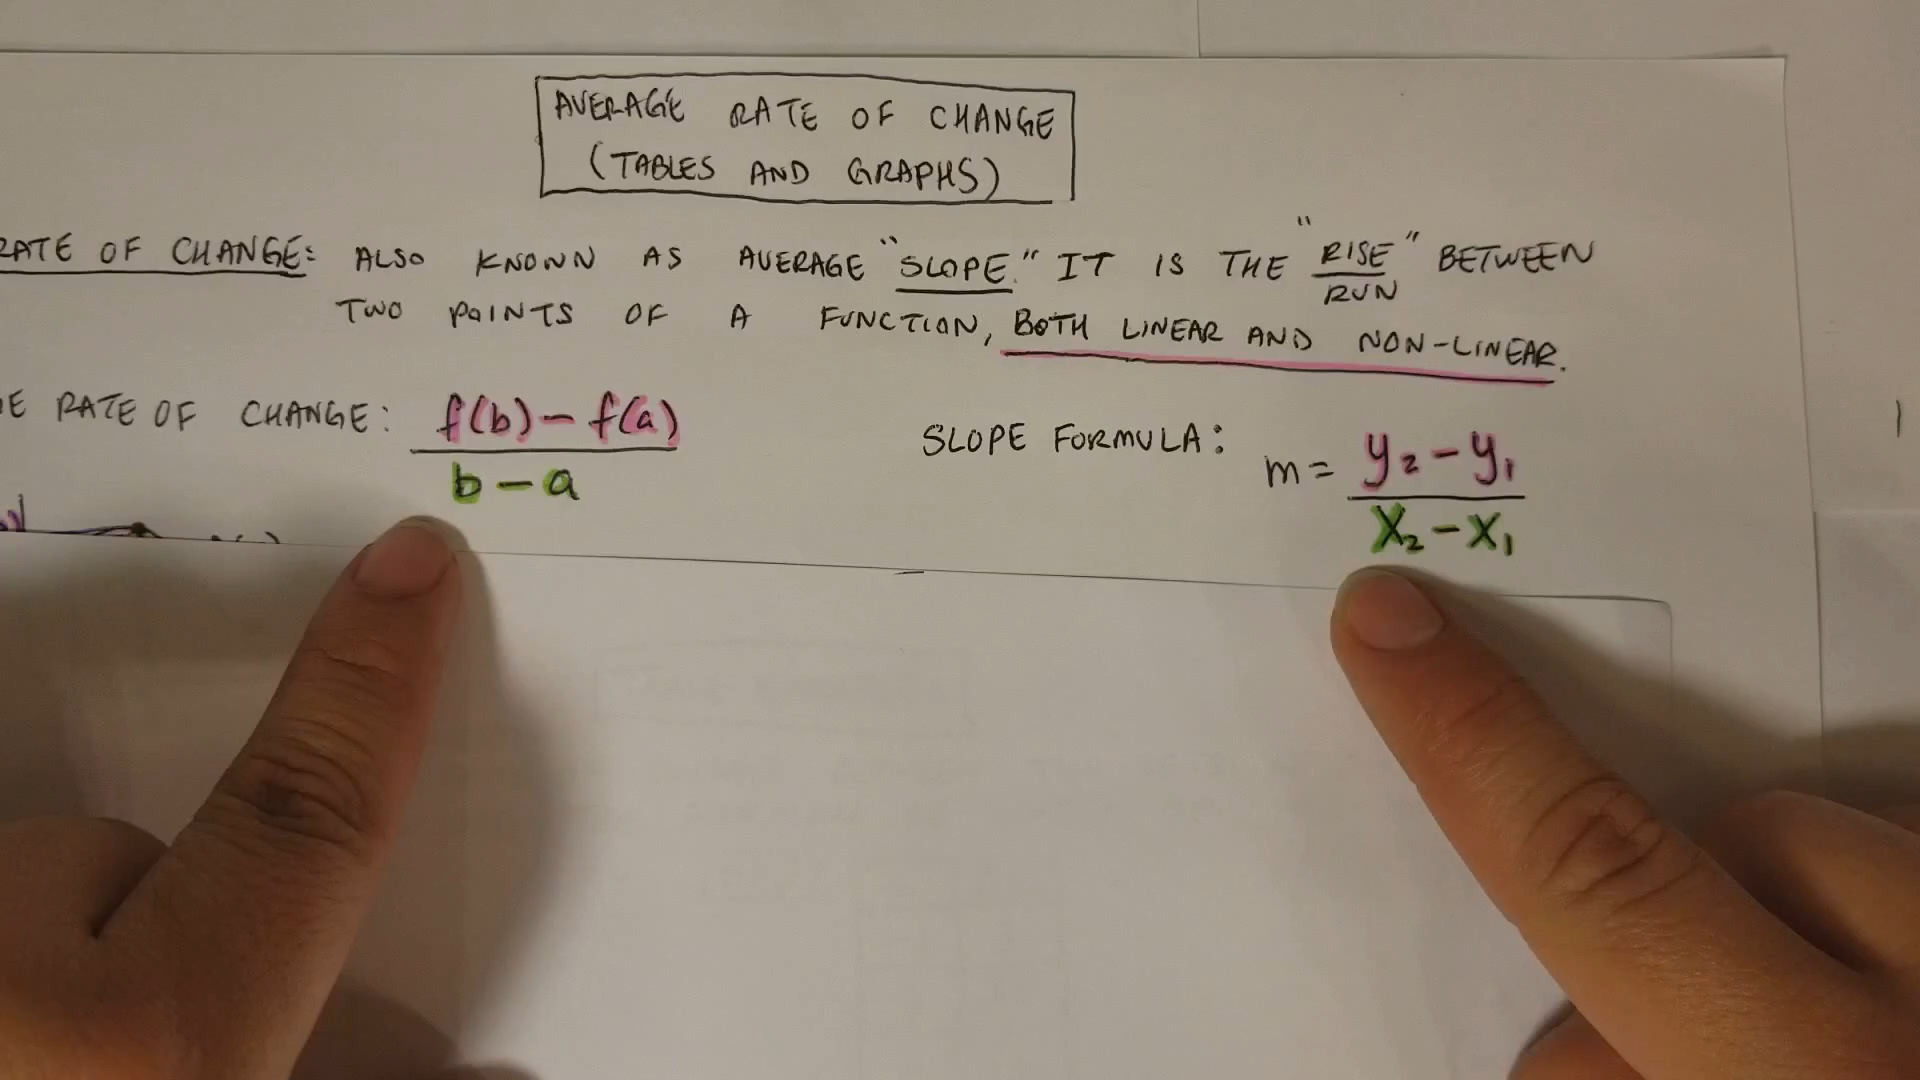 AVERAGE RATE OF CHANGE
(TABLES AND GRAPHS)
RATE OF CHANGE: ALSO KNOWN AS AVERAGE "SLOPE." IT IS THE "RISE/RUN" BETWEEN
TWO POINTS OF A FUNCTION, BOTH LINEAR AND NON-LINEAR.
E RATE OF CHANGE: f(b) - f(a)
b - a
SLOPE FORMULA: m = y₂ - y₁
x₂ - x₁